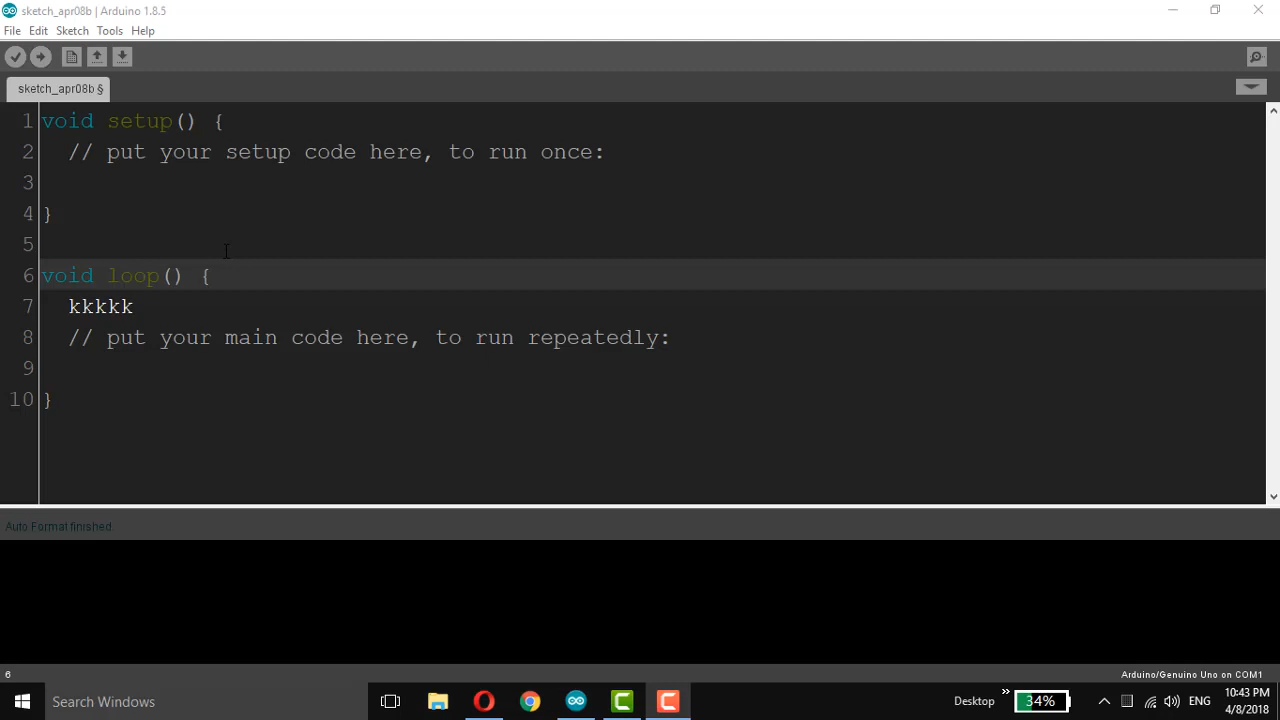 sketch_apr08b | Arduino 1.8.5
File Edit Sketch Tools Help
sketch_apr08b §
1 void setup() {
2 // put your setup code here, to run once:
3
4 }
5
6 void loop() {
7 kkkkk
8 // put your main code here, to run repeatedly:
9
10 }
Auto Format finished.
6 Arduino/Genuino Uno on COM1
Search Windows Desktop » 34% ENG 10:43 PM
4/8/2018